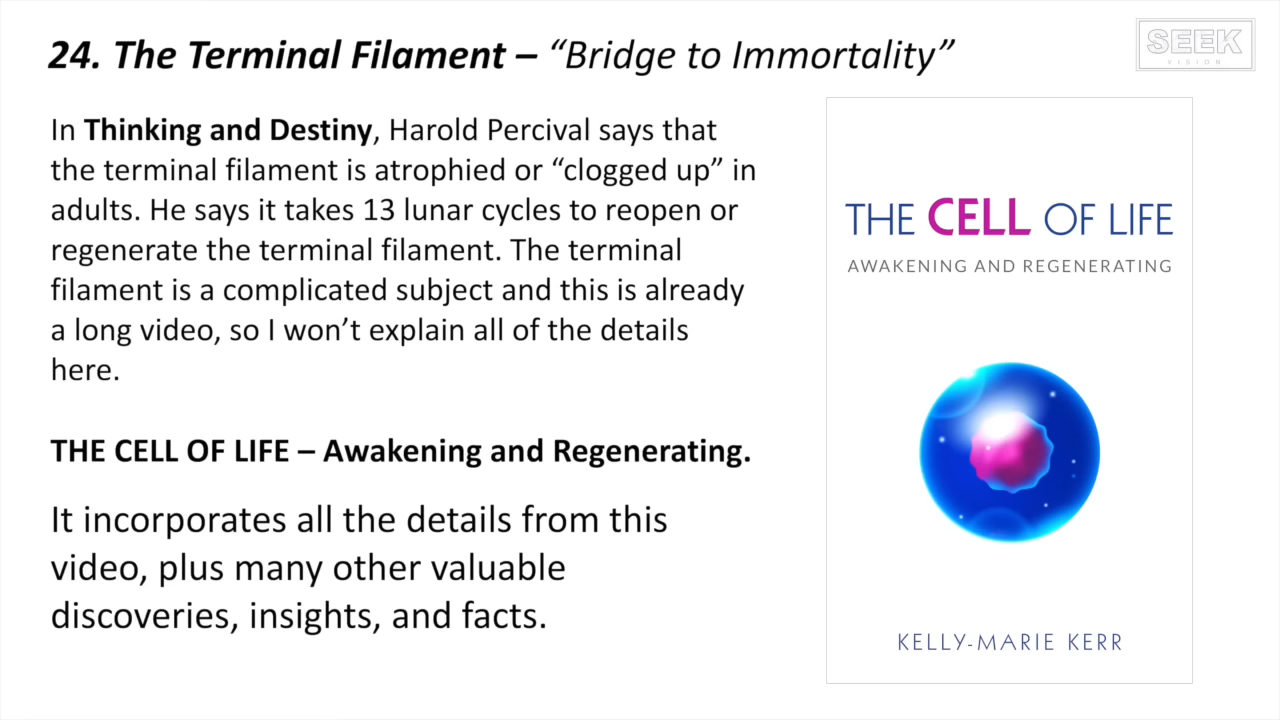 24. The Terminal Filament – “Bridge to Immortality”
SEEK
VISION
In Thinking and Destiny, Harold Percival says that
the terminal filament is atrophied or “clogged up” in
adults. He says it takes 13 lunar cycles to reopen or
regenerate the terminal filament. The terminal
filament is a complicated subject and this is already
a long video, so I won’t explain all of the details
here.
THE CELL OF LIFE – Awakening and Regenerating.
It incorporates all the details from this
video, plus many other valuable
discoveries, insights, and facts.
THE CELL OF LIFE
AWAKENING AND REGENERATING
KELLY-MARIE KERR